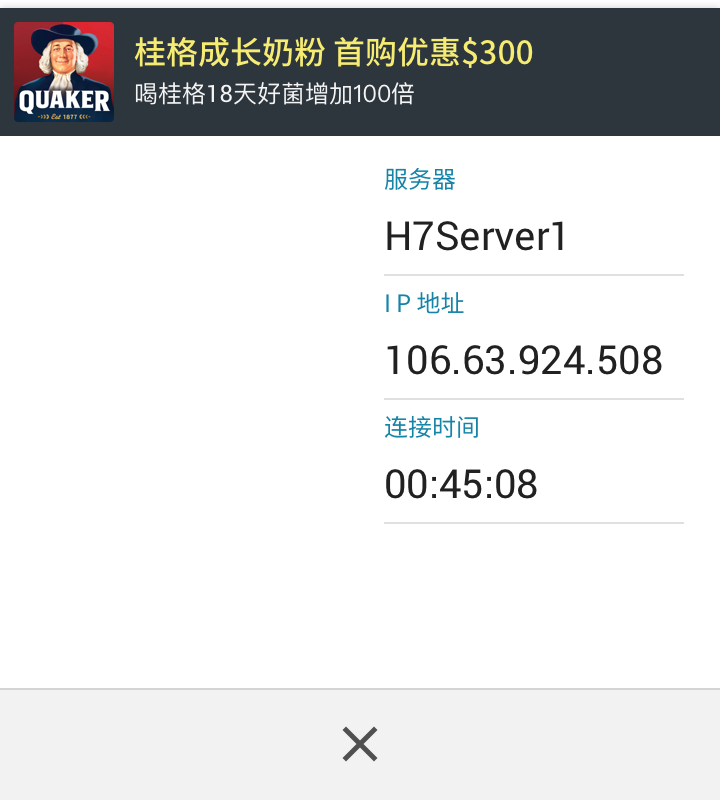 桂格成长奶粉 首购优惠$300
喝桂格18天好菌增加100倍
QUAKER
Est 1877
服务器
H7Server1
IP地址
106.63.924.508
连接时间
00:45:08